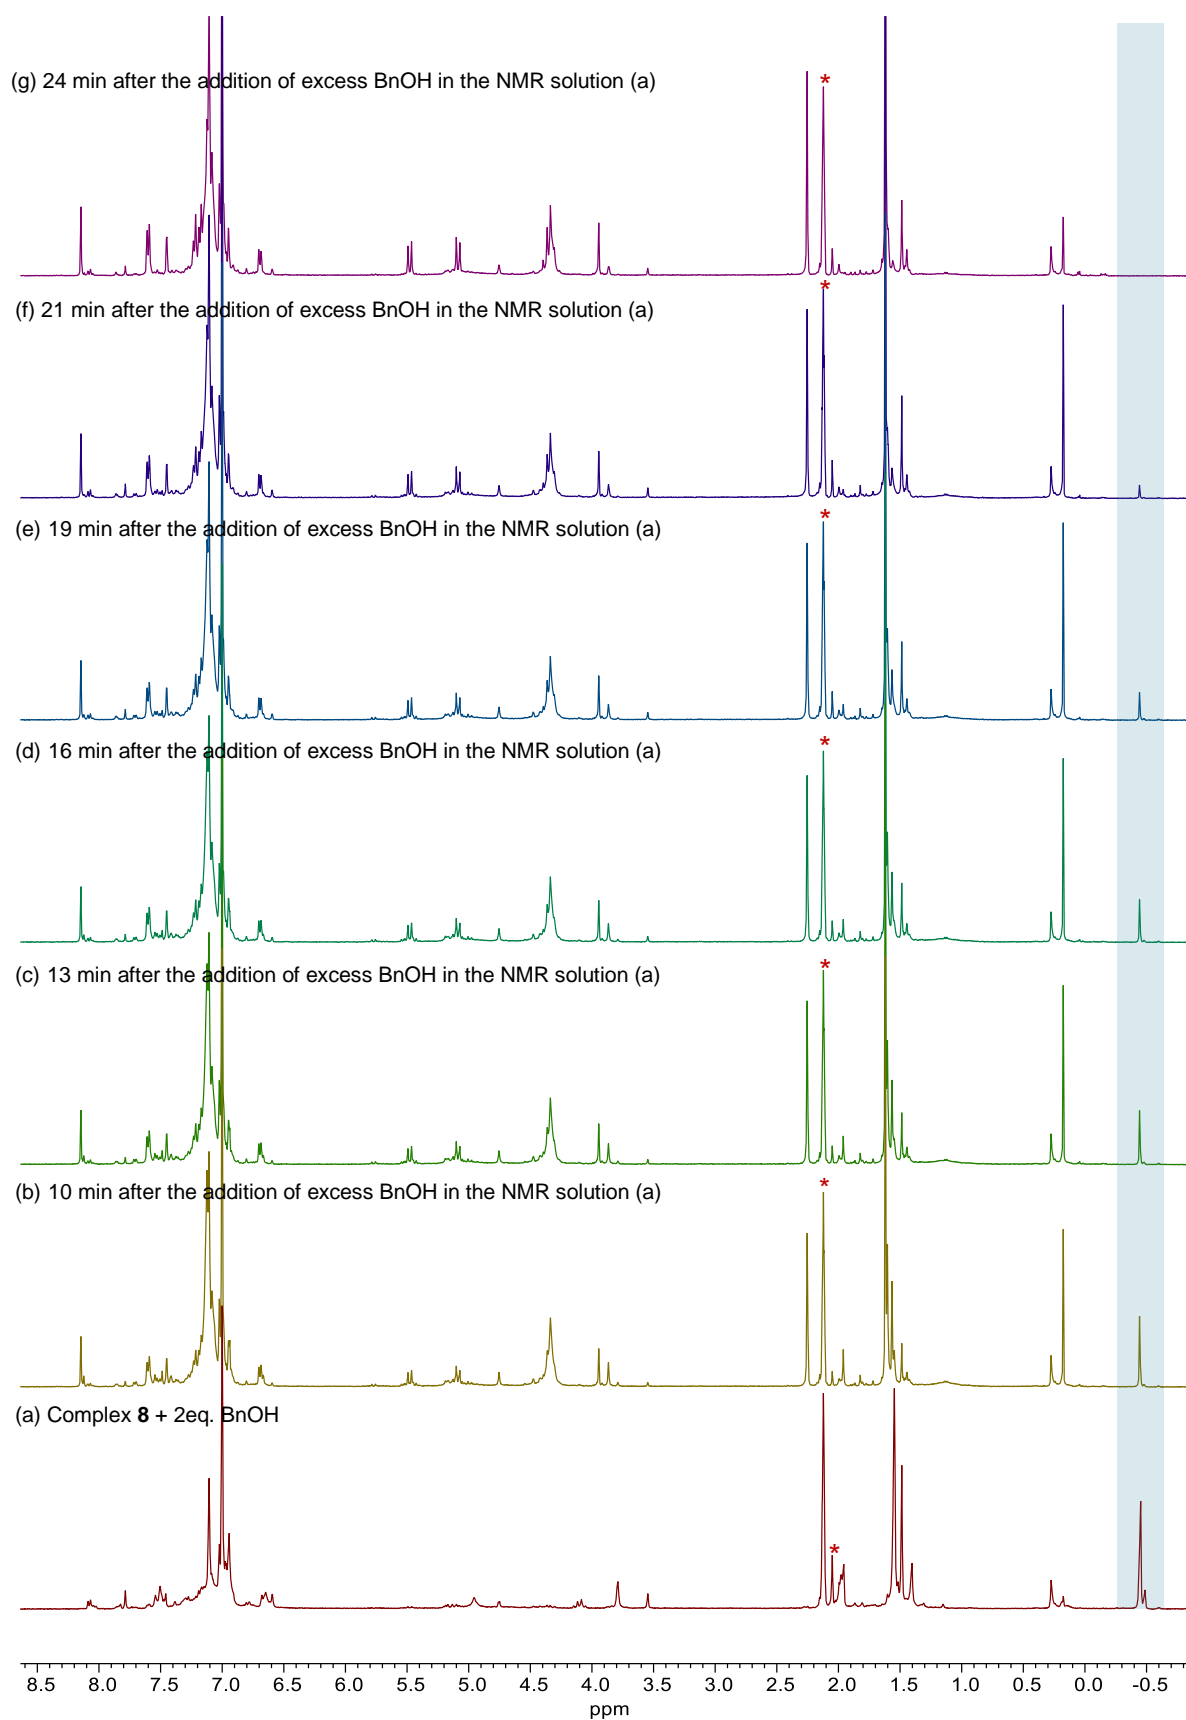 (g) 24 min after the addition of excess BnOH in the NMR solution (a)
*
(f) 21 min after the addition of excess BnOH in the NMR solution (a)
*
(e) 19 min after the addition of excess BnOH in the NMR solution (a)
*
(d) 16 min after the addition of excess BnOH in the NMR solution (a)
*
(c) 13 min after the addition of excess BnOH in the NMR solution (a)
*
(b) 10 min after the addition of excess BnOH in the NMR solution (a)
*
(a) Complex 8 + 2eq. BnOH
*
8.5 8.0 7.5 7.0 6.5 6.0 5.5 5.0 4.5 4.0 3.5 3.0 2.5 2.0 1.5 1.0 0.5 0.0 -0.5
ppm